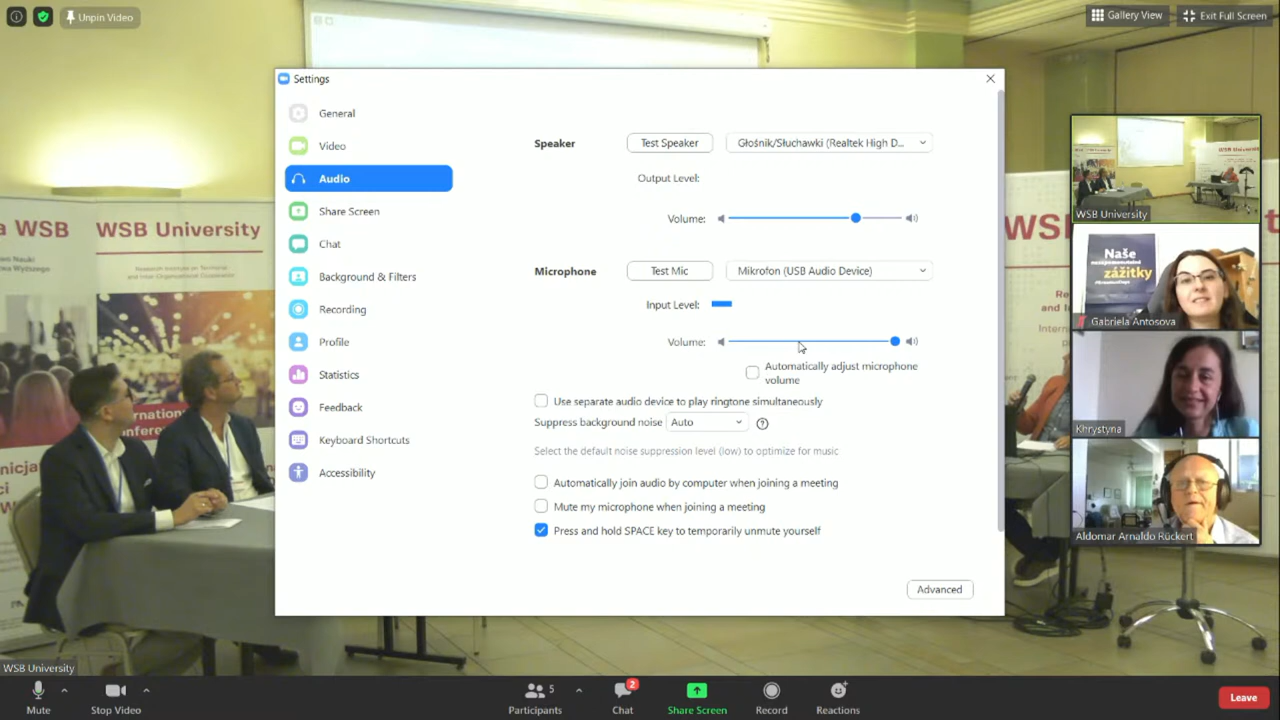 Unpin Video
Gallery View
Exit Full Screen
Settings
General
Video
Audio
Share Screen
Chat
Background & Filters
Recording
Profile
Statistics
Feedback
Keyboard Shortcuts
Accessibility
Speaker
Test Speaker
Głośnik/Słuchawki (Realtek High D...
Output Level:
Volume:
Microphone
Test Mic
Mikrofon (USB Audio Device)
Input Level:
Volume:
Automatically adjust microphone
volume
Use separate audio device to play ringtone simultaneously
Suppress background noise
Auto
Select the default noise suppression level (low) to optimize for music
Automatically join audio by computer when joining a meeting
Mute my microphone when joining a meeting
Press and hold SPACE key to temporarily unmute yourself
Advanced
a WSB
WSB University
Research Institute on Territorial
and Inter-Organizational Cooperation
WSB University
Naše
zážitky
Gabriela Antosova
Khrystyna
Aldomar Arnaldo Rückert
WSB University
Mute
Stop Video
Participants
5
Chat
2
Share Screen
Record
Reactions
Leave